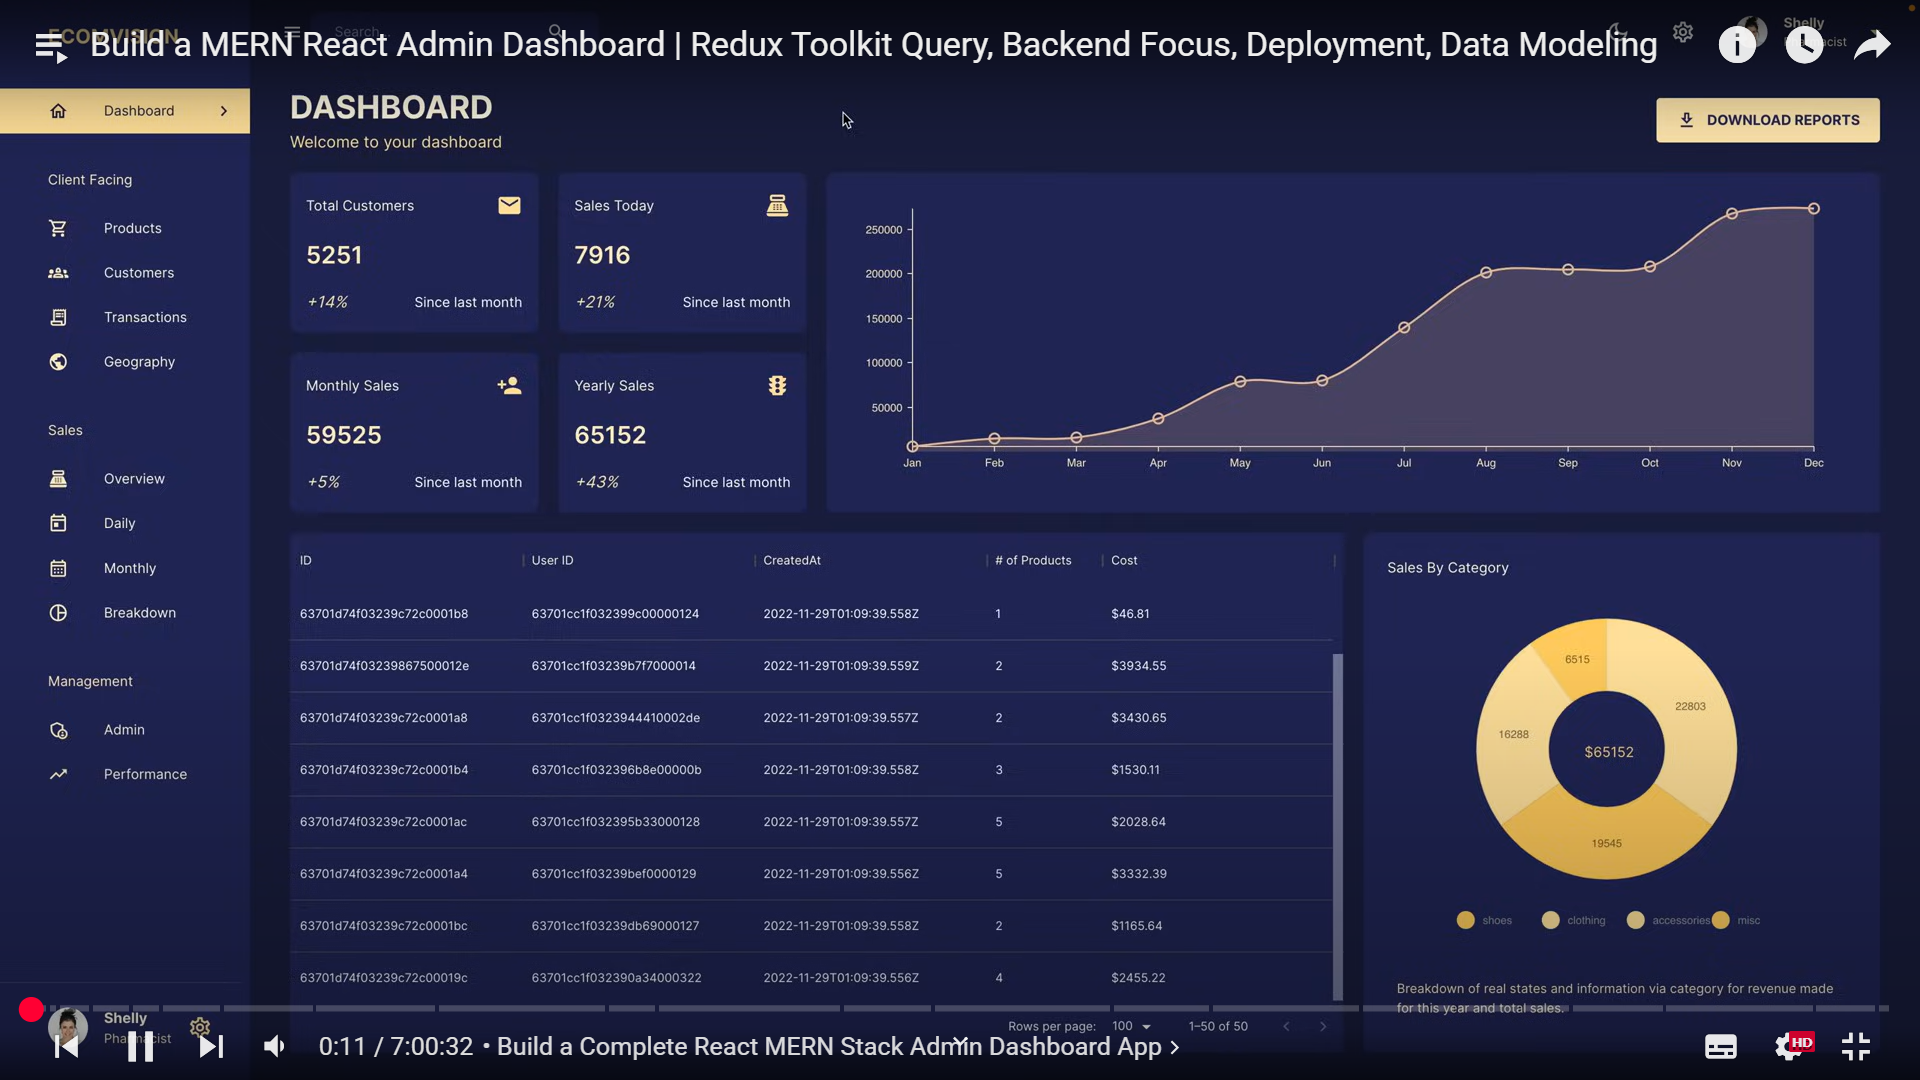 ECOMVISION
Search...
Shelly
Pharmacist
Build a MERN React Admin Dashboard | Redux Toolkit Query, Backend Focus, Deployment, Data Modeling
Dashboard
Client Facing
Products
Customers
Transactions
Geography
Sales
Overview
Daily
Monthly
Breakdown
Management
Admin
Performance
DASHBOARD
Welcome to your dashboard
DOWNLOAD REPORTS
Total Customers
5251
+14% Since last month
Sales Today
7916
+21% Since last month
Monthly Sales
59525
+5% Since last month
Yearly Sales
65152
+43% Since last month
250000
200000
150000
100000
50000
Jan Feb Mar Apr May Jun Jul Aug Sep Oct Nov Dec
ID User ID CreatedAt # of Products Cost
63701d74f03239c72c0001b8 63701cc1f032399c00000124 2022-11-29T01:09:39.558Z 1 $46.81
63701d74f03239867500012e 63701cc1f03239b7f7000014 2022-11-29T01:09:39.559Z 2 $3934.55
63701d74f03239c72c0001a8 63701cc1f0323944410002de 2022-11-29T01:09:39.557Z 2 $3430.65
63701d74f03239c72c0001b4 63701cc1f032396b8e00000b 2022-11-29T01:09:39.558Z 3 $1530.11
63701d74f03239c72c0001ac 63701cc1f032395b33000128 2022-11-29T01:09:39.557Z 5 $2028.64
63701d74f03239c72c0001a4 63701cc1f03239bef0000129 2022-11-29T01:09:39.556Z 5 $3332.39
63701d74f03239c72c0001bc 63701cc1f03239db69000127 2022-11-29T01:09:39.558Z 2 $1165.64
63701d74f03239c72c00019c 63701cc1f032390a34000322 2022-11-29T01:09:39.556Z 4 $2455.22
Rows per page: 100 1–50 of 50
Sales By Category
6515
22803
16288
$65152
19545
shoes clothing accessories misc
Breakdown of real states and information via category for revenue made
for this year and total sales.
Shelly
Pharmacist
0:11 / 7:00:32 • Build a Complete React MERN Stack Admin Dashboard App
HD